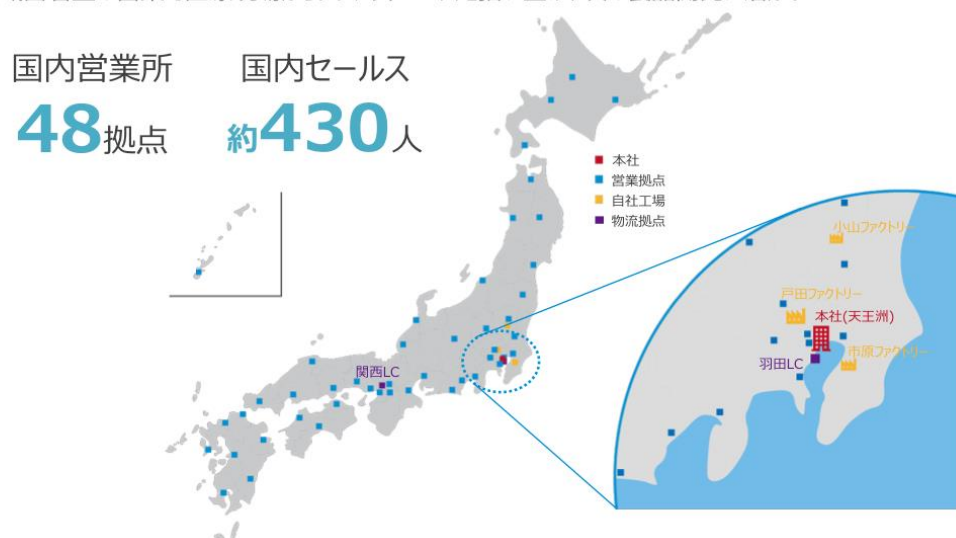 国内営業所
48拠点
国内セールス
約430人
本社
営業拠点
自社工場
物流拠点
関西LC
小山ファクトリー
戸田ファクトリー
本社(天王洲)
羽田LC
市原ファクトリー